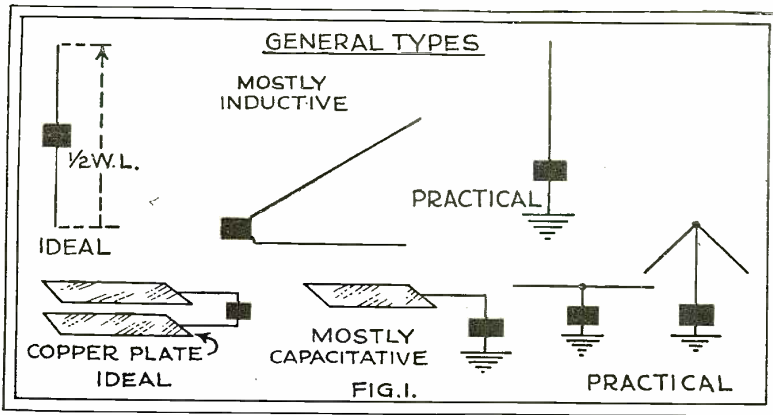 GENERAL TYPES
MOSTLY
INDUCTIVE
½ W.L.
IDEAL
PRACTICAL
COPPER PLATE
IDEAL
MOSTLY
CAPACITATIVE
PRACTICAL
FIG.1.